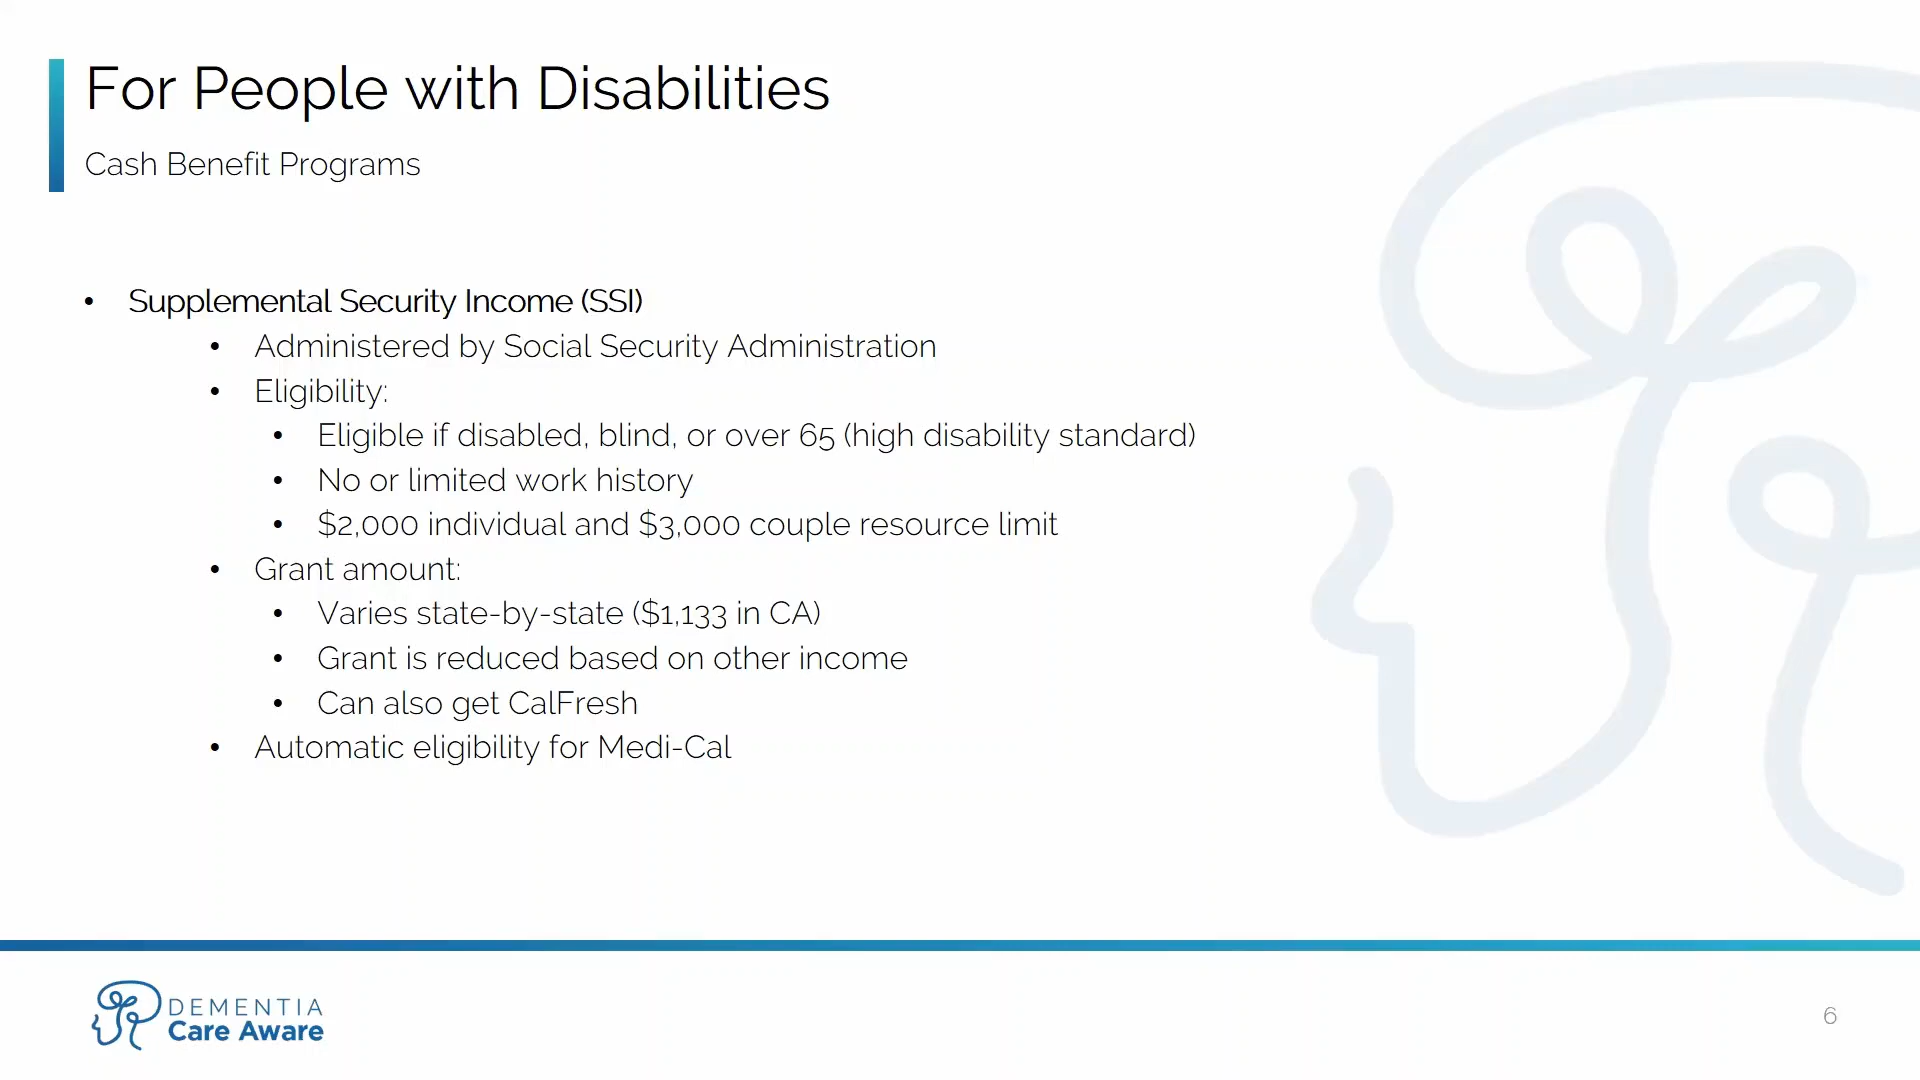 For People with Disabilities
Cash Benefit Programs
• Supplemental Security Income (SSI)
• Administered by Social Security Administration
• Eligibility:
• Eligible if disabled, blind, or over 65 (high disability standard)
• No or limited work history
• $2,000 individual and $3,000 couple resource limit
• Grant amount:
• Varies state-by-state ($1,133 in CA)
• Grant is reduced based on other income
• Can also get CalFresh
• Automatic eligibility for Medi-Cal
DEMENTIA
Care Aware
6